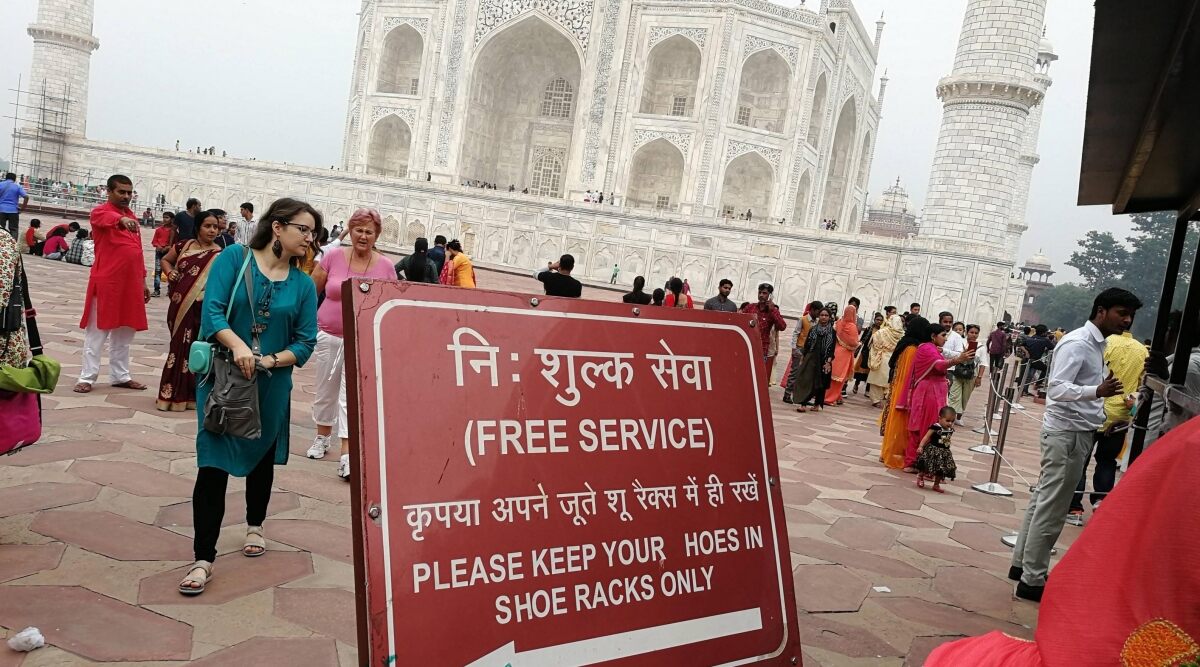 नि : शुल्क सेवा
(FREE SERVICE)
कृपया अपने जूते शू रैक्स में ही रखें
PLEASE KEEP YOUR HOES IN
SHOE RACKS ONLY